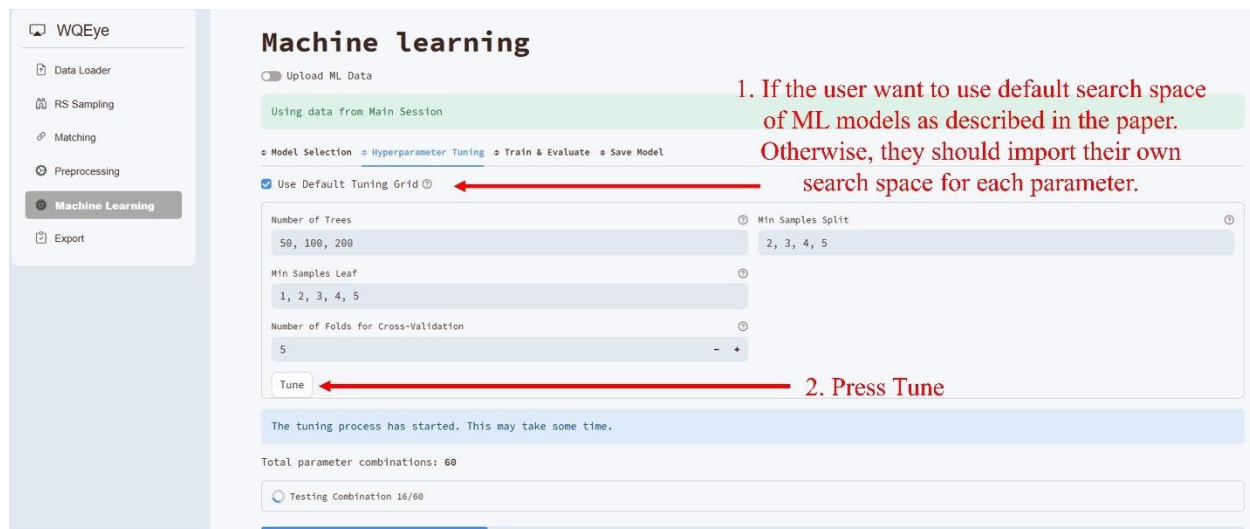 WQEye
Data Loader
RS Sampling
Matching
Preprocessing
Machine Learning
Export
Machine learning
Upload ML Data
Using data from Main Session
Model Selection
Hyperparameter Tuning
Train & Evaluate
Save Model
Use Default Tuning Grid
1. If the user want to use default search space
of ML models as described in the paper.
Otherwise, they should import their own
search space for each parameter.
Number of Trees
50, 100, 200
Min Samples Split
2, 3, 4, 5
Min Samples Leaf
1, 2, 3, 4, 5
Number of Folds for Cross-Validation
5
- +
Tune
2. Press Tune
The tuning process has started. This may take some time.
Total parameter combinations: 60
Testing Combination 16/60